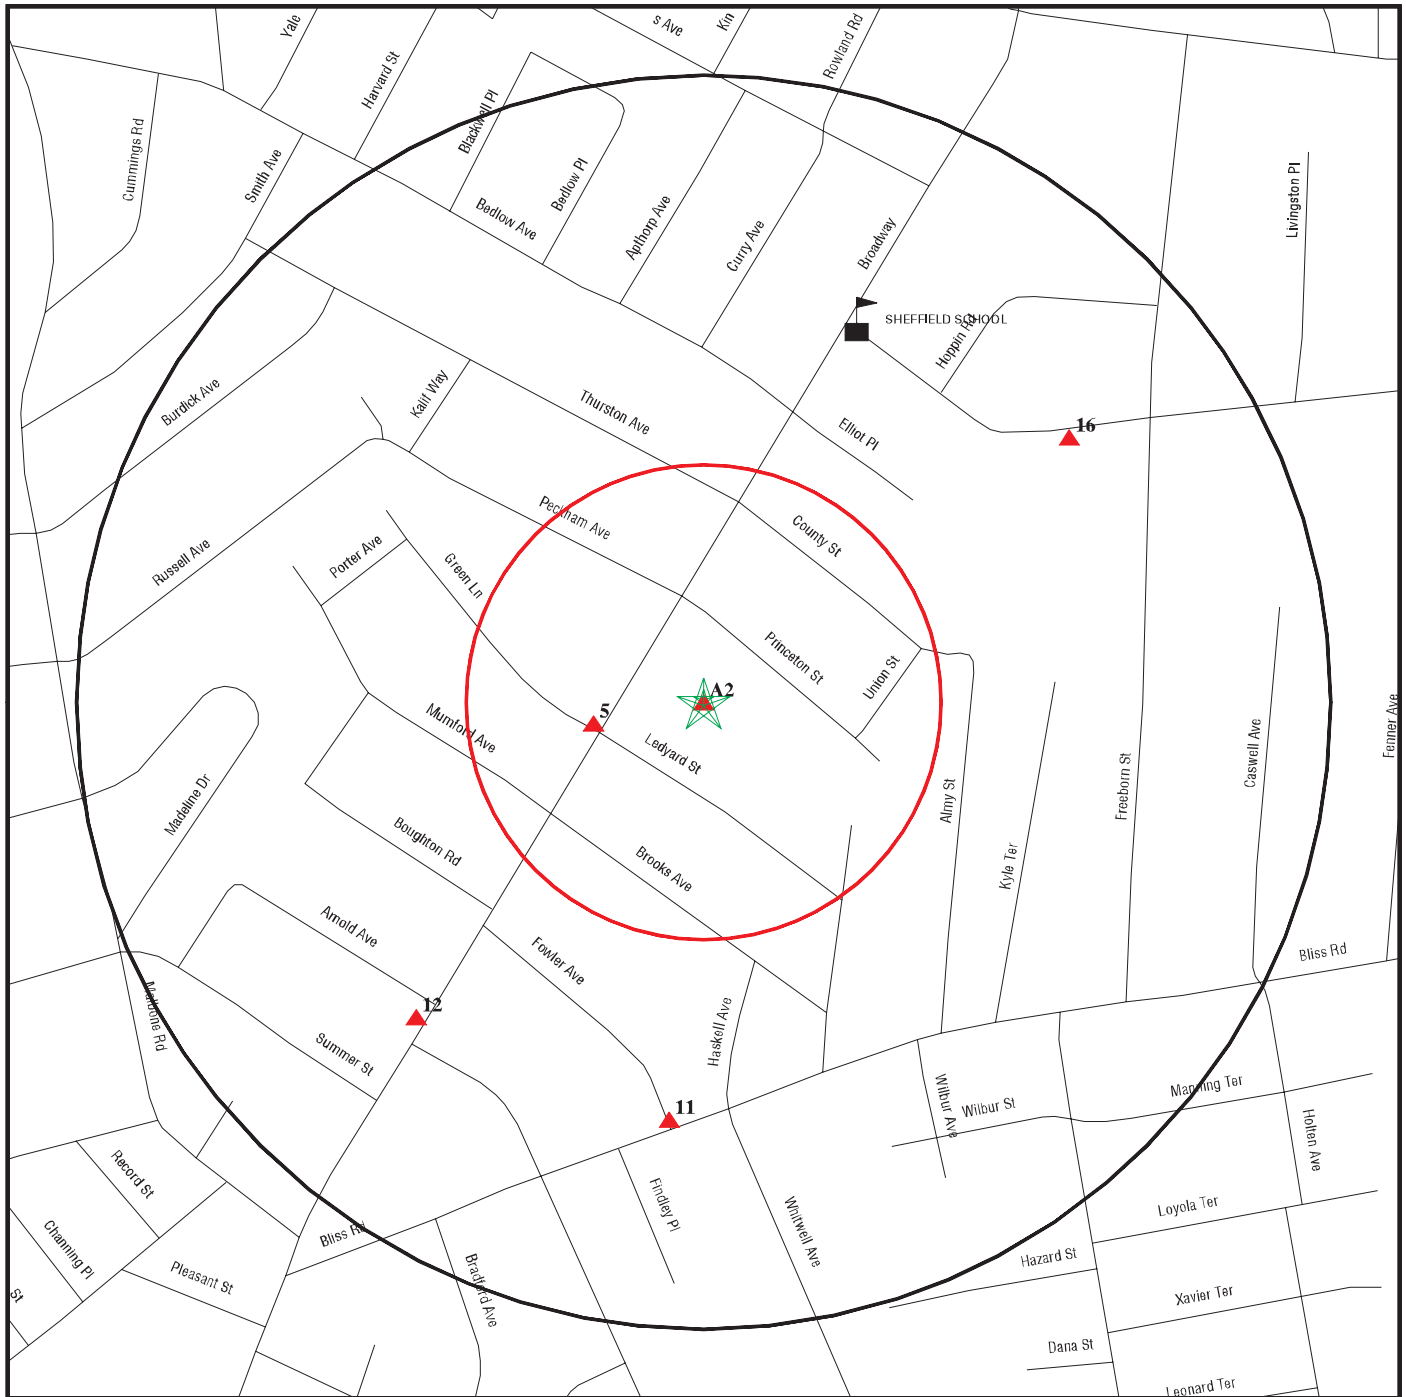 Yale
s Ave
Kin
Rowland Rd
Harvard St
Blackwell Pl
Cummings Rd
Smith Ave
Bedlow Pl
Bedlow Ave
Apthorp Ave
Curry Ave
Broadway
Livingston Pl
SHEFFIELD SCHOOL
Hoppin Rd
Burdick Ave
Kalif Way
Thurston Ave
Elliot Pl
16
Peckham Ave
County St
Russell Ave
Porter Ave
Green Ln
Princeton St
Union St
A2
5
Mumford Ave
Ledyard St
Fenner Ave
Caswell Ave
Freeborn St
Almy St
Madeline Dr
Boughton Rd
Brooks Ave
Kyle Ter
Arnold Ave
Fowler Ave
Bliss Rd
Malbone Rd
12
Haskell Ave
Summer St
Wilbur Ave
Wilbur St
Manning Ter
11
Holten Ave
Record St
Findley Pl
Whitwell Ave
Loyola Ter
Channing Pl
Bliss Rd
Hazard St
Pleasant St
Bradford Ave
St
Xavier Ter
Dana St
Leonard Ter